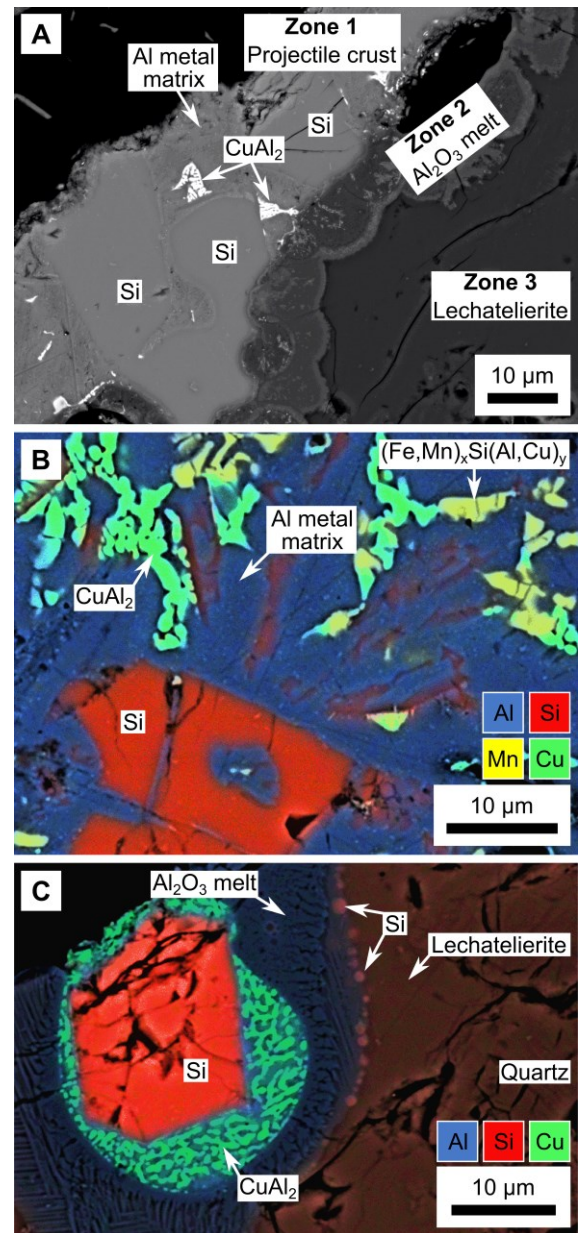 A
Zone 1
Projectile crust
Al metal
matrix
Si
CuAl₂
Zone 2
Al₂O₃ melt
Si
Si
Zone 3
Lechatelierite
10 µm
B
(Fe,Mn)ₓSi(Al,Cu)ᵧ
Al metal
matrix
CuAl₂
Si
Al Si
Mn Cu
10 µm
C
Al₂O₃ melt
Si
Lechatelierite
Si
Quartz
CuAl₂
Al Si Cu
10 µm